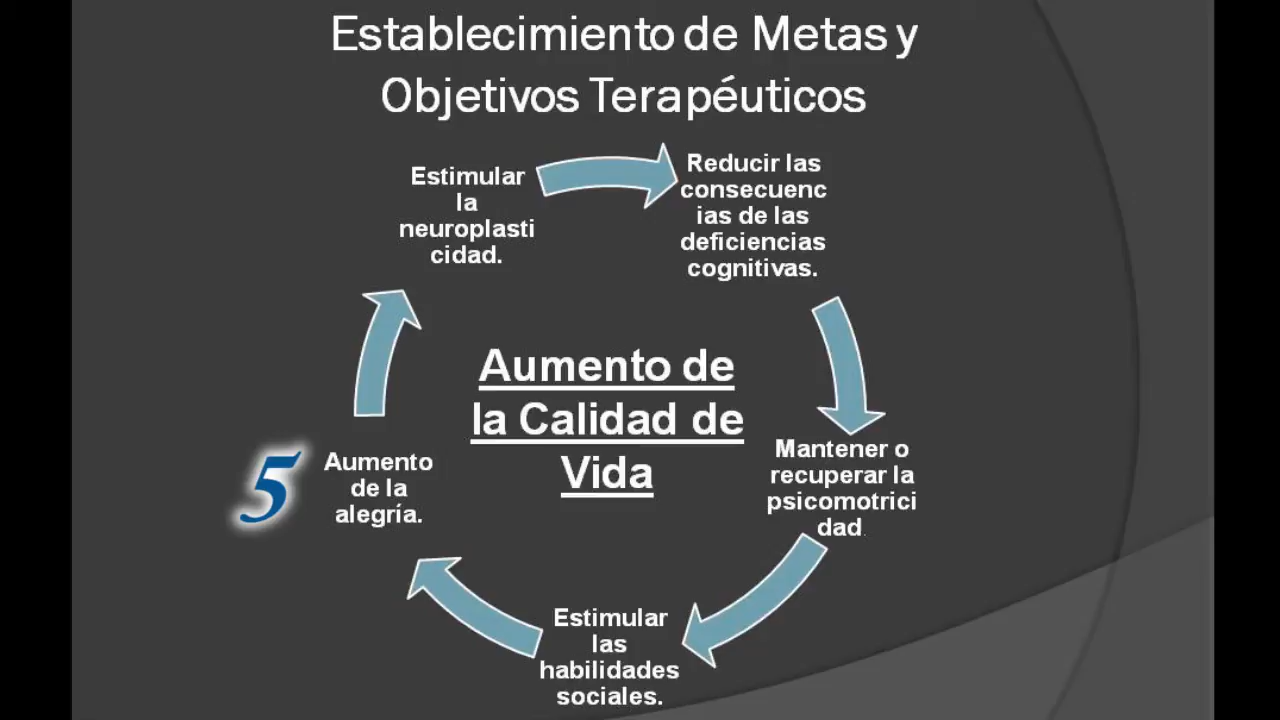 Establecimiento de Metas y
Objetivos Terapéuticos
Estimular
la
neuroplasti
cidad.
Reducir las
consecuenc
ias de las
deficiencias
cognitivas.
Mantener o
recuperar la
psicomotrici
dad.
Estimular
las
habilidades
sociales.
5
Aumento
de la
alegría.
Aumento de
la Calidad de
Vida